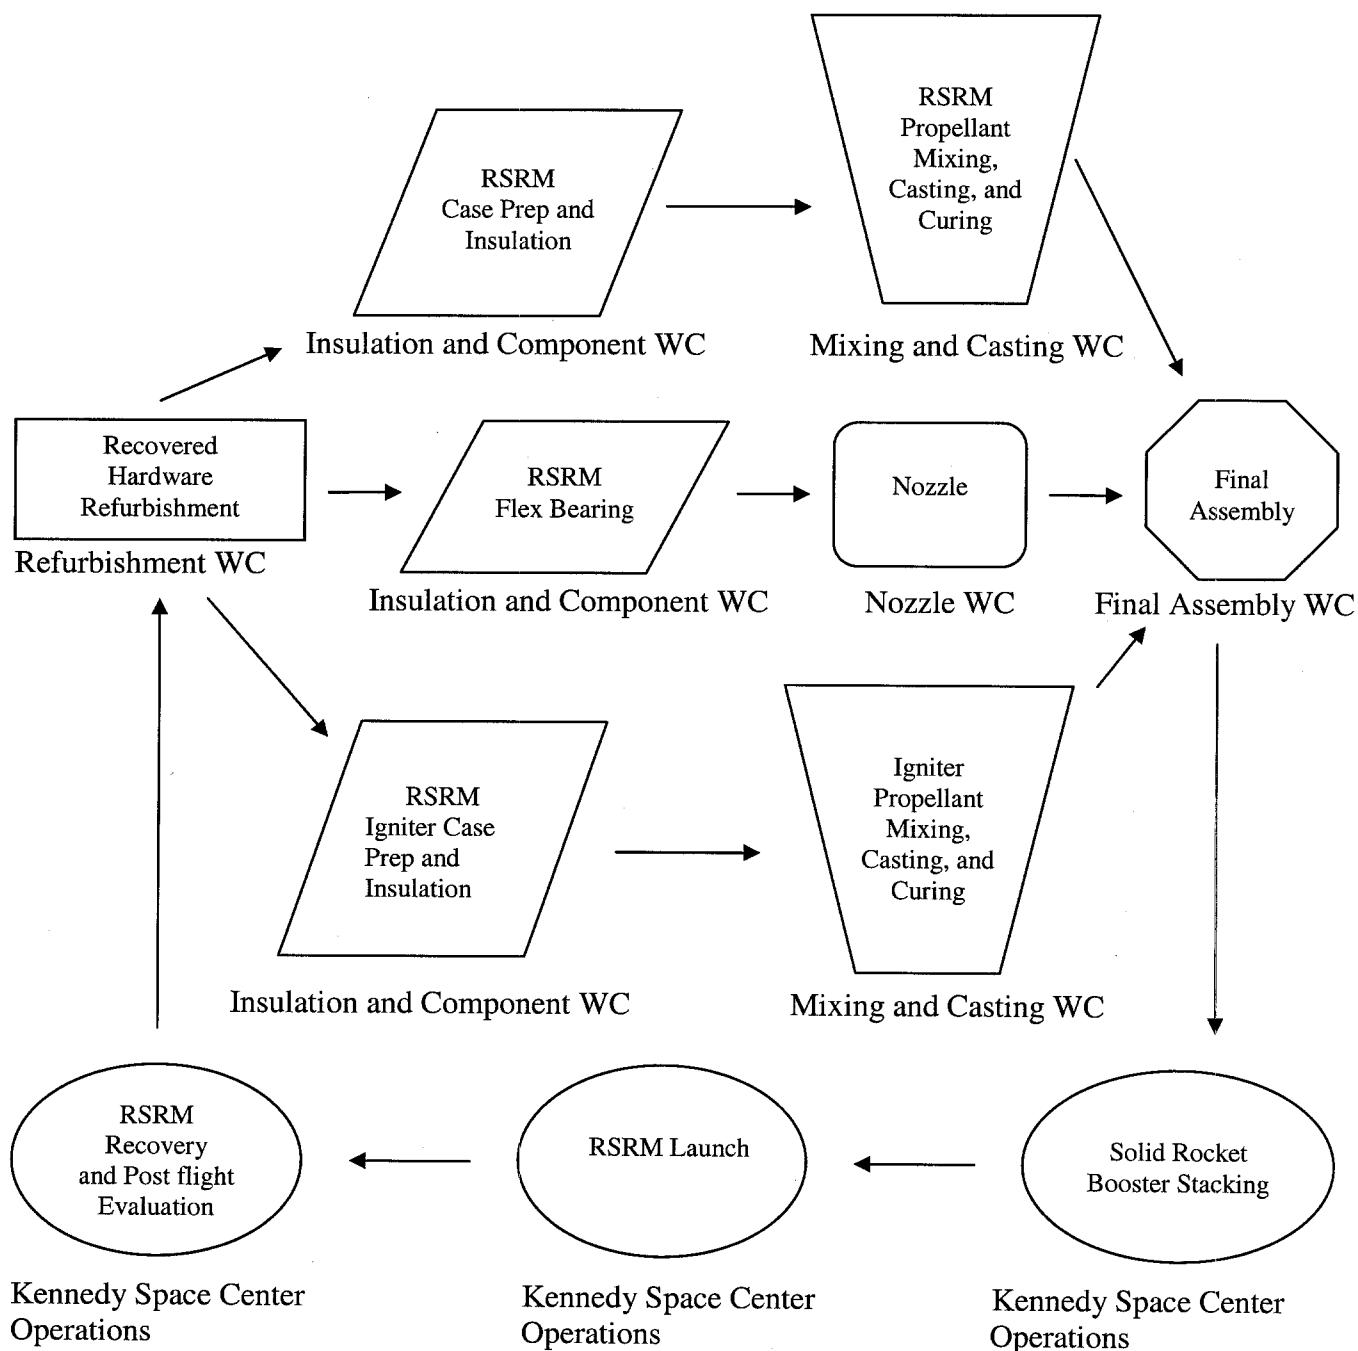 RSRM
Propellant
Mixing,
Casting, and
Curing
RSRM
Case Prep and
Insulation
Insulation and Component WC
Mixing and Casting WC
Recovered
Hardware
Refurbishment
Refurbishment WC
RSRM
Flex Bearing
Insulation and Component WC
Nozzle
Nozzle WC
Final
Assembly
Final Assembly WC
RSRM
Igniter Case
Prep and
Insulation
Insulation and Component WC
Igniter
Propellant
Mixing,
Casting, and
Curing
Mixing and Casting WC
RSRM
Recovery
and Post flight
Evaluation
Kennedy Space Center
Operations
RSRM Launch
Kennedy Space Center
Operations
Solid Rocket
Booster Stacking
Kennedy Space Center
Operations